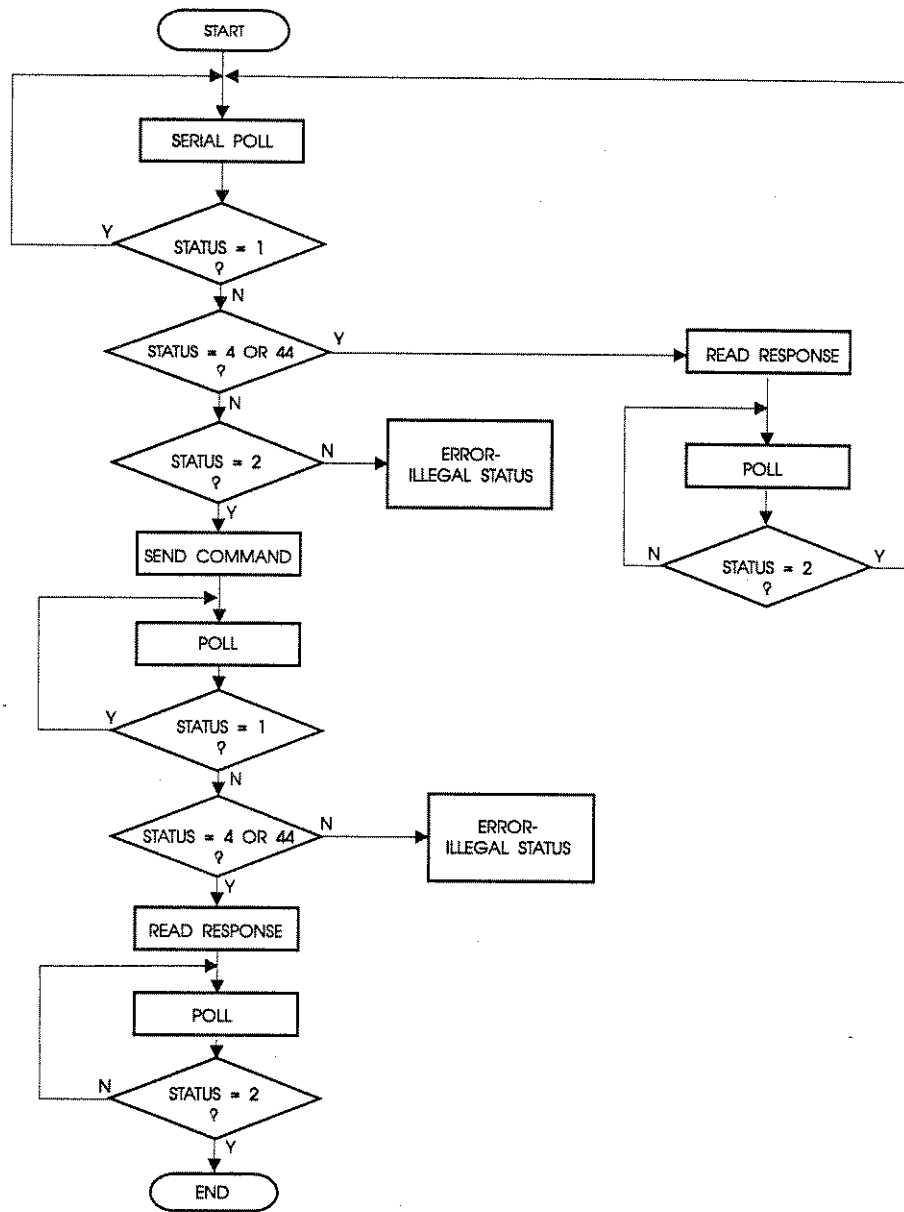 START
SERIAL POLL
Y
STATUS = 1
?
N
STATUS = 4 OR 44
?
Y
READ RESPONSE
N
STATUS = 2
?
N
ERROR-
ILLEGAL STATUS
POLL
Y
SEND COMMAND
N
STATUS = 2
?
Y
POLL
Y
STATUS = 1
?
N
STATUS = 4 OR 44
?
N
ERROR-
ILLEGAL STATUS
Y
READ RESPONSE
POLL
N
STATUS = 2
?
Y
END